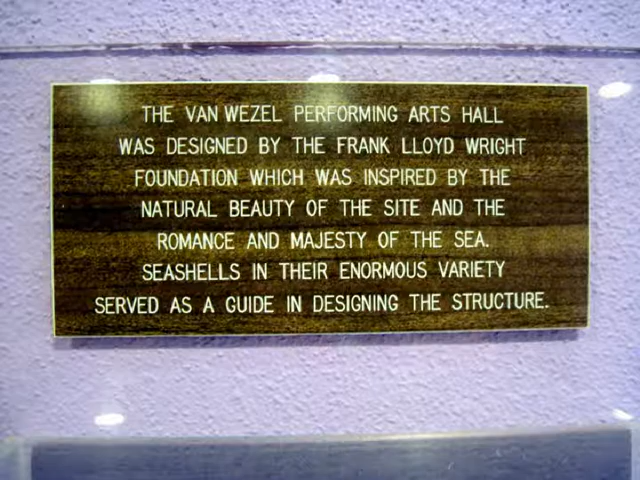 THE VAN WEZEL PERFORMING ARTS HALL
WAS DESIGNED BY THE FRANK LLOYD WRIGHT
FOUNDATION WHICH WAS INSPIRED BY THE
NATURAL BEAUTY OF THE SITE AND THE
ROMANCE AND MAJESTY OF THE SEA.
SEASHELLS IN THEIR ENORMOUS VARIETY
SERVED AS A GUIDE IN DESIGNING THE STRUCTURE.